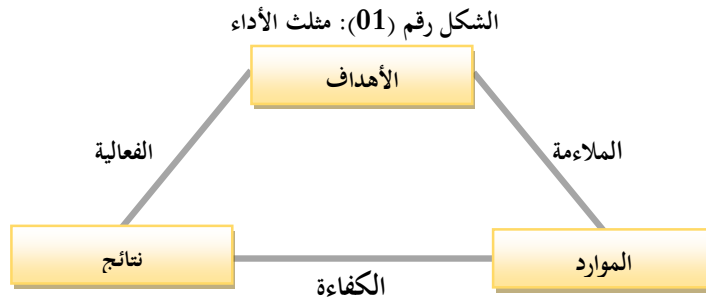 الشكل رقم (01): مثلث الأداء
الأهداف
الملاءمة
الفعالية
الموارد
نتائج
الكفاءة